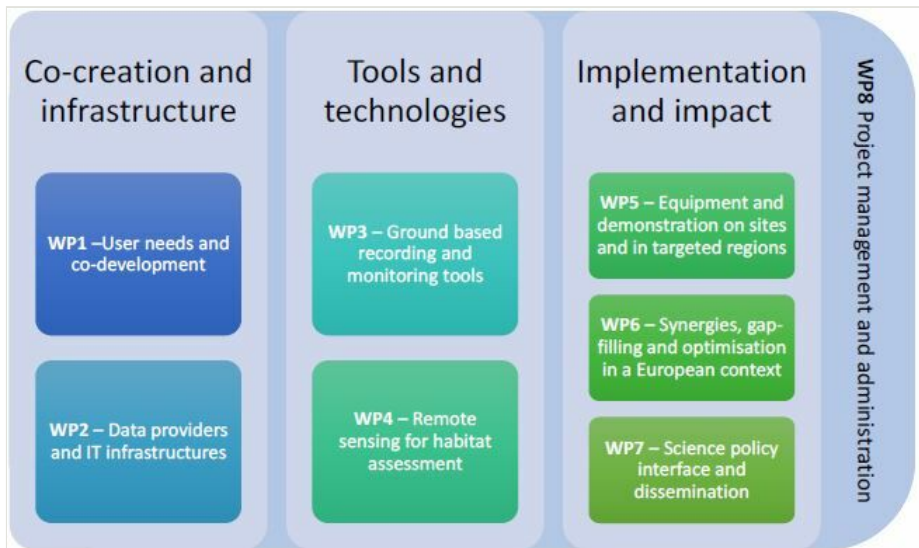 Co-creation and
infrastructure
WP1 –User needs and
co-development
WP2 – Data providers
and IT infrastructures
Tools and
technologies
WP3 – Ground based
recording and
monitoring tools
WP4 – Remote
sensing for habitat
assessment
Implementation
and impact
WP5 – Equipment and
demonstration on sites
and in targeted regions
WP6 – Synergies, gap-
filling and optimisation
in a European context
WP7 – Science policy
interface and
dissemination
WP8 Project management and administration